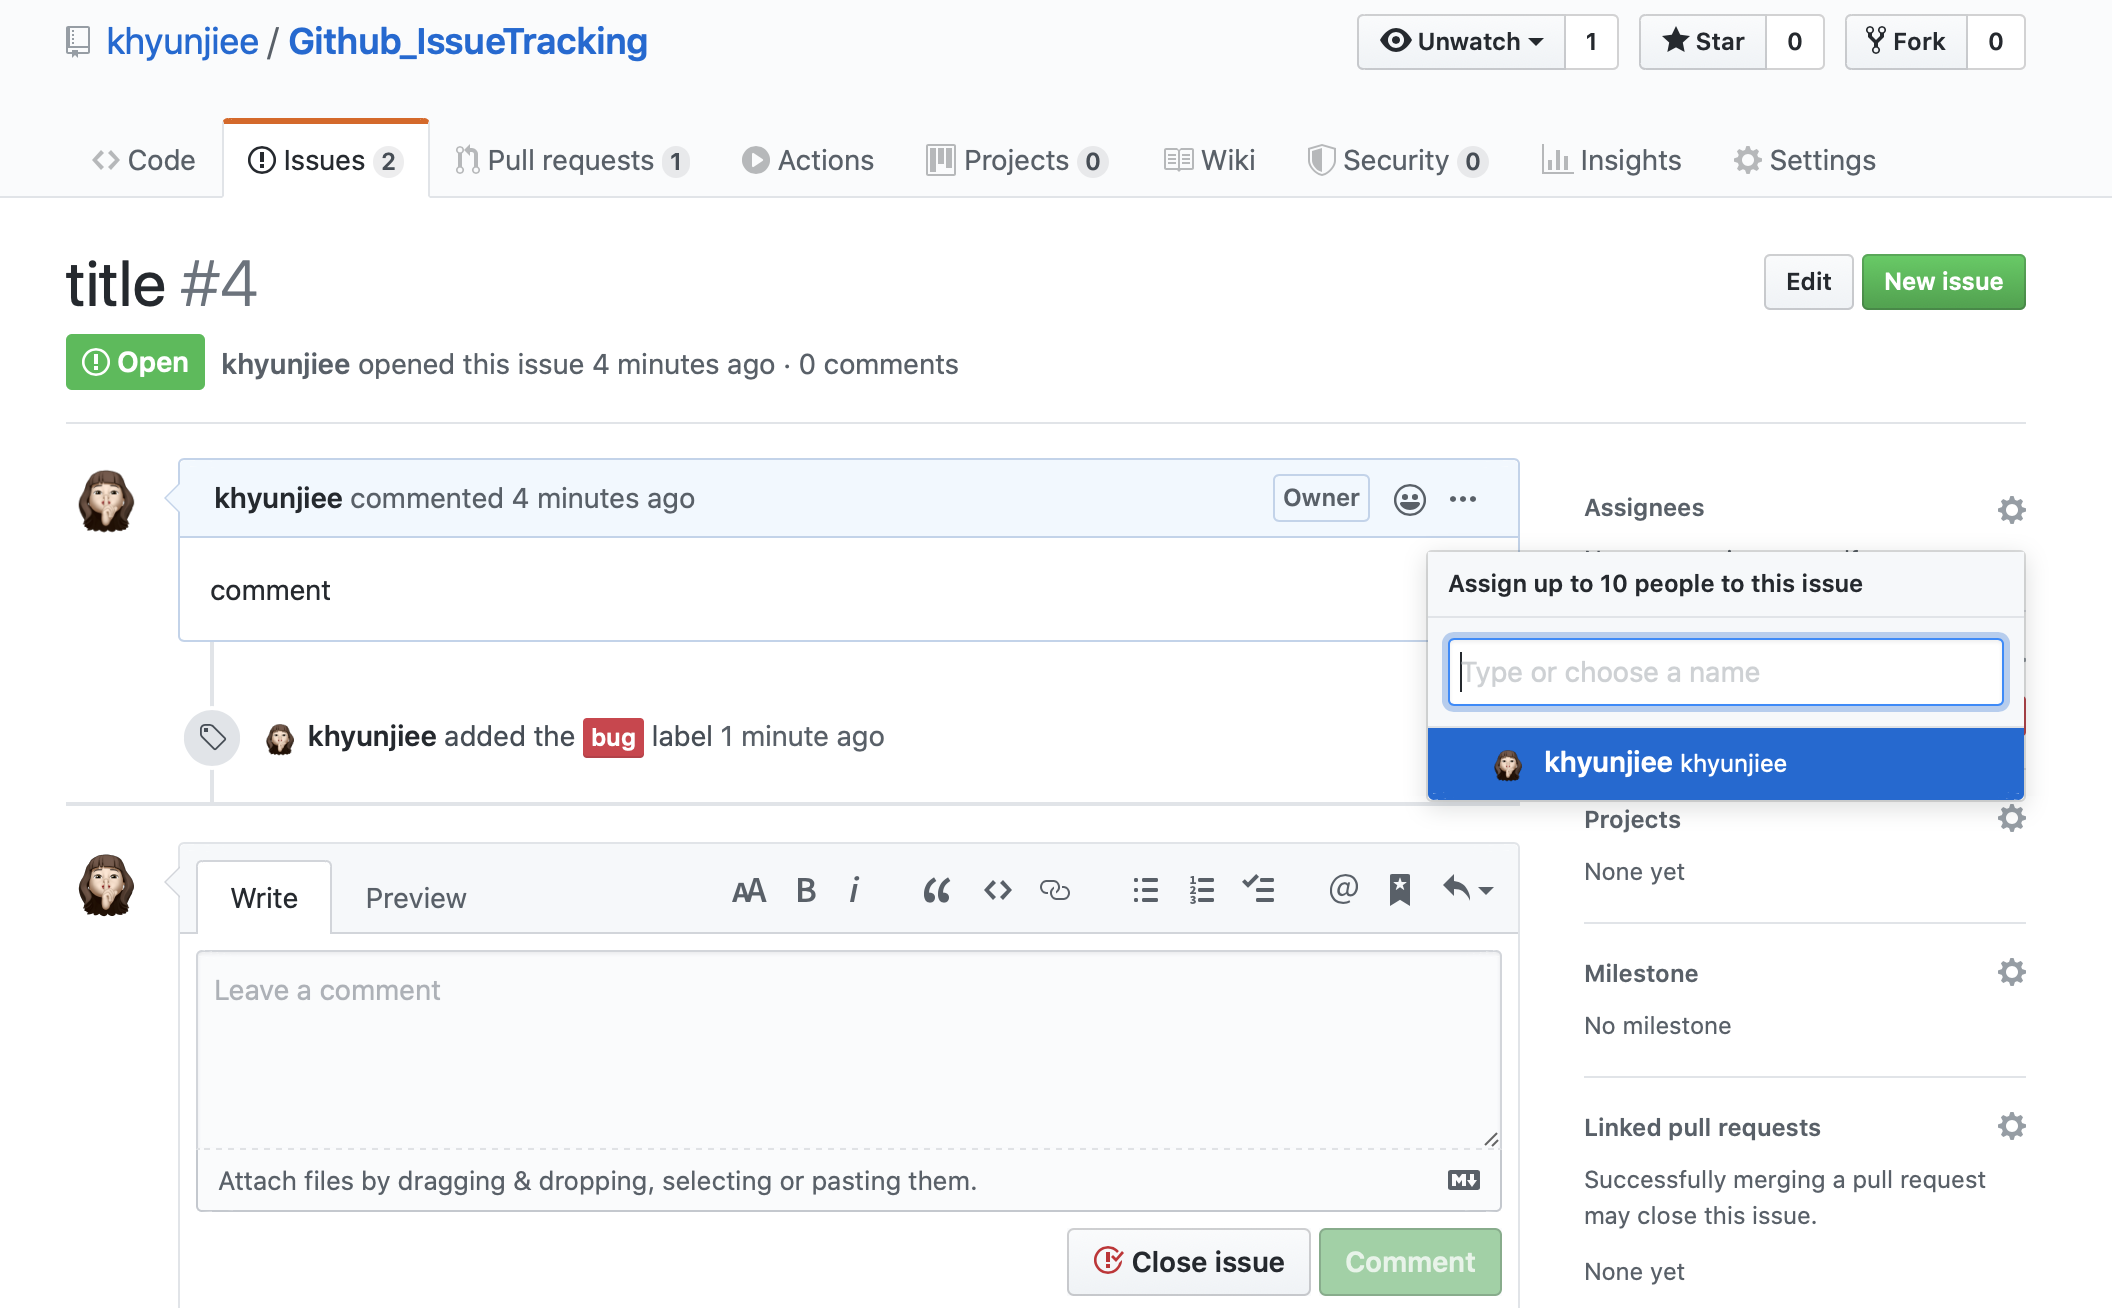 khyunjiee / Github_IssueTracking
Unwatch 1
Star 0
Fork 0
Code
Issues 2
Pull requests 1
Actions
Projects 0
Wiki
Security 0
Insights
Settings
title #4
Edit
New issue
Open
khyunjiee opened this issue 4 minutes ago · 0 comments
khyunjiee commented 4 minutes ago
Owner
comment
khyunjiee added the bug label 1 minute ago
Assignees
Assign up to 10 people to this issue
Type or choose a name
khyunjiee khyunjiee
Projects
None yet
Milestone
No milestone
Linked pull requests
Successfully merging a pull request
may close this issue.
None yet
Write
Preview
AA B i
Leave a comment
Attach files by dragging & dropping, selecting or pasting them.
Close issue
Comment